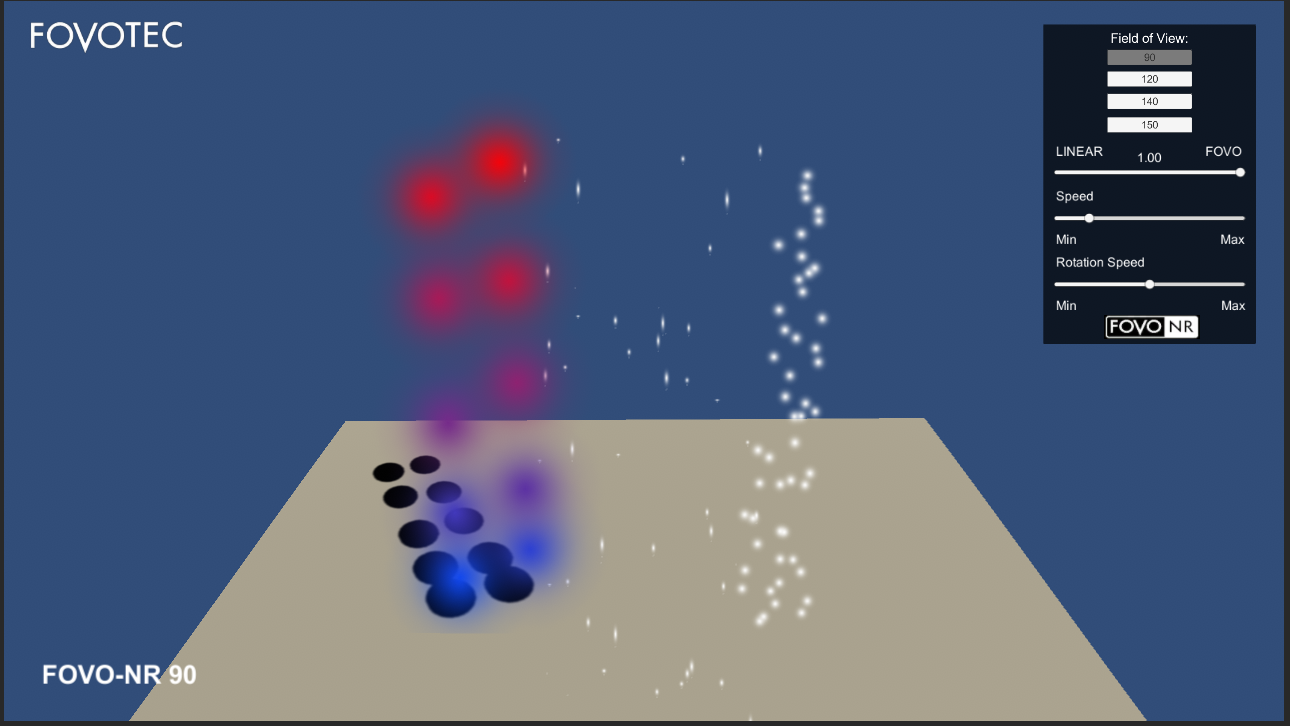 FOVOTEC
Field of View:
90
120
140
150
LINEAR 1.00 FOVO
Speed
Min Max
Rotation Speed
Min Max
FOVO NR
FOVO-NR 90